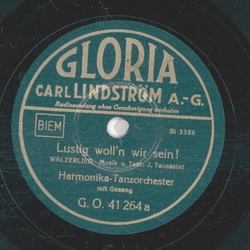 GLORIA
CARL LINDSTRÖM A.-G.
Radiosendung ohne Genehmigung verboten
BIEM
Bi 3386
Lustig woll'n wir sein!
WALZERLIED Musik u. Text: J. Toussaint
Harmonika-Tanzorchester
mit Gesang
G. O. 41 264 a